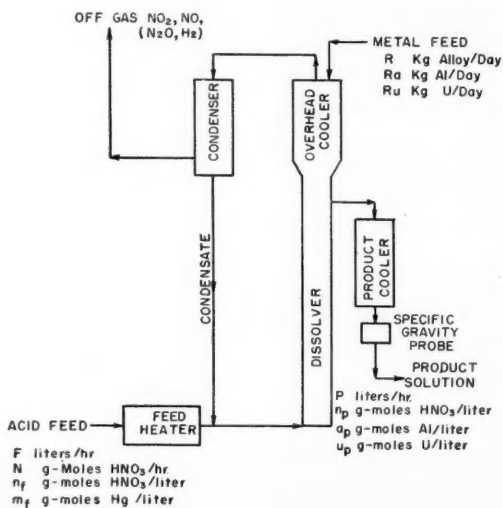 OFF GAS NO2, NO,
(N2O, H2)
METAL FEED
R Kg Alloy/Day
Ra Kg Al/Day
Ru Kg U/Day
CONDENSER
OVERHEAD
COOLER
CONDENSATE
DISSOLVER
PRODUCT
COOLER
SPECIFIC
GRAVITY
PROBE
PRODUCT
SOLUTION
ACID FEED
FEED
HEATER
P liters/hr.
np g-moles HNO3/liter
ap g-moles Al/liter
up g-moles U/liter
F liters/hr
N g-Moles HNO3/hr.
nf g-moles HNO3/liter
mf g-moles Hg/liter